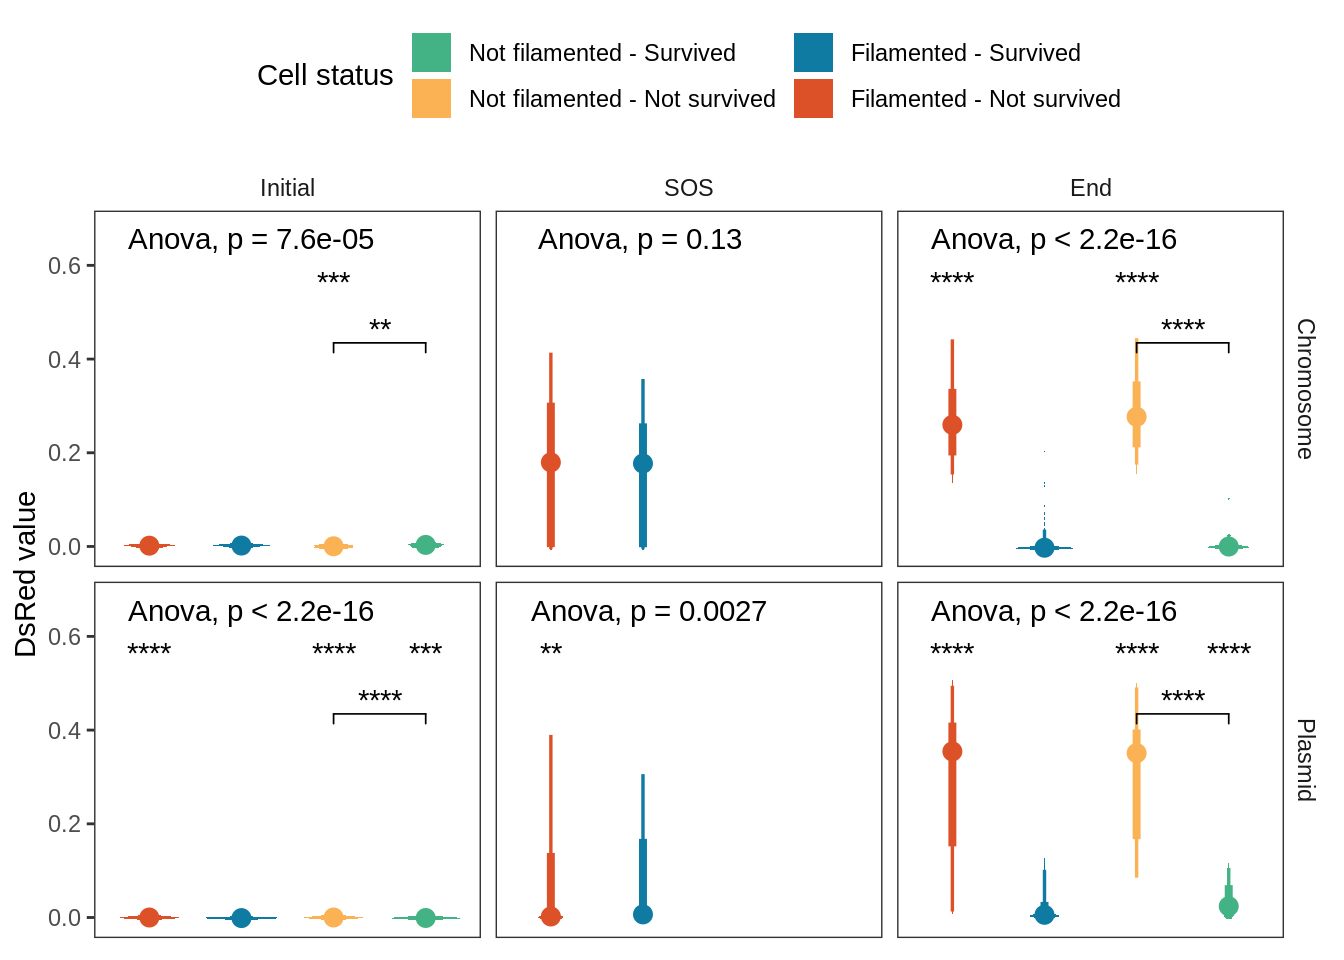 Cell status
Not filamented - Survived
Filamented - Survived
Not filamented - Not survived
Filamented - Not survived
Initial
SOS
End
Anova, p = 7.6e-05
Anova, p = 0.13
Anova, p < 2.2e-16
***
****
****
**
****
0.6
0.4
0.2
0.0
Chromosome
DsRed value
Anova, p < 2.2e-16
Anova, p = 0.0027
Anova, p < 2.2e-16
****
****
***
**
****
****
****
****
****
0.6
0.4
0.2
0.0
Plasmid